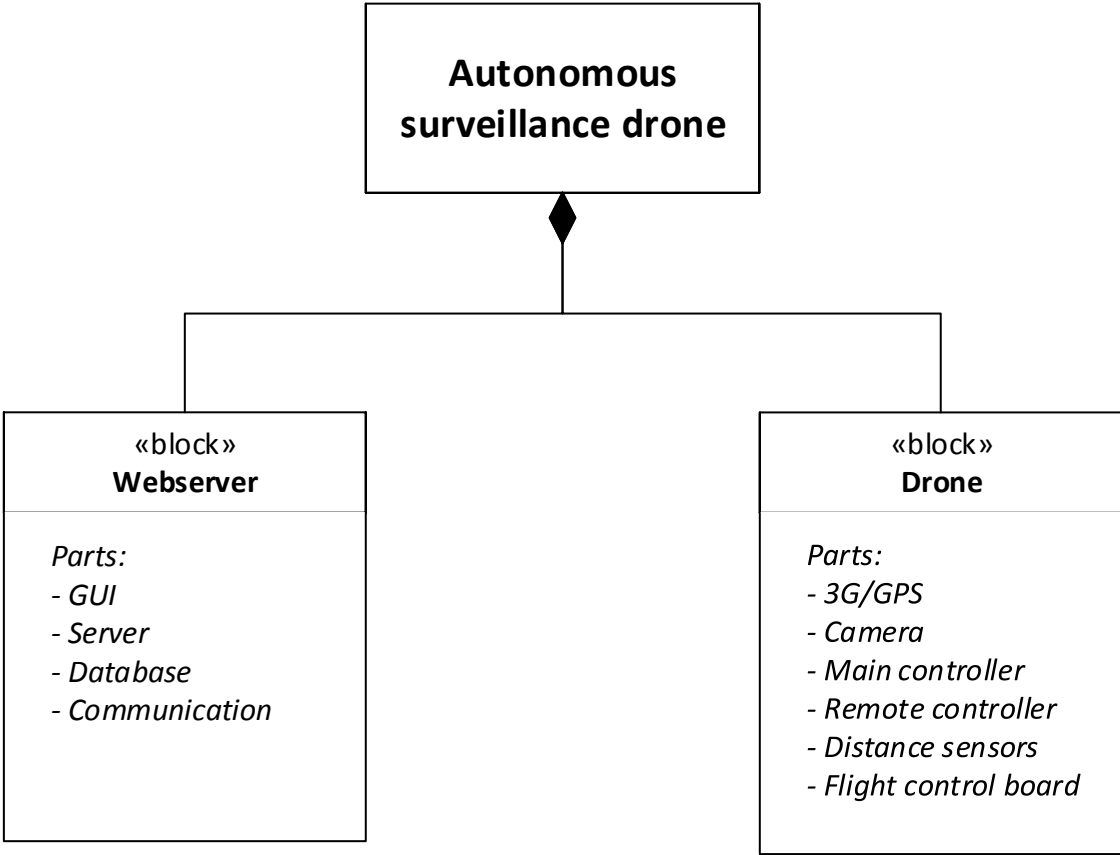 Autonomous
surveillance drone
«block»
Webserver
Parts:
- GUI
- Server
- Database
- Communication
«block»
Drone
Parts:
- 3G/GPS
- Camera
- Main controller
- Remote controller
- Distance sensors
- Flight control board